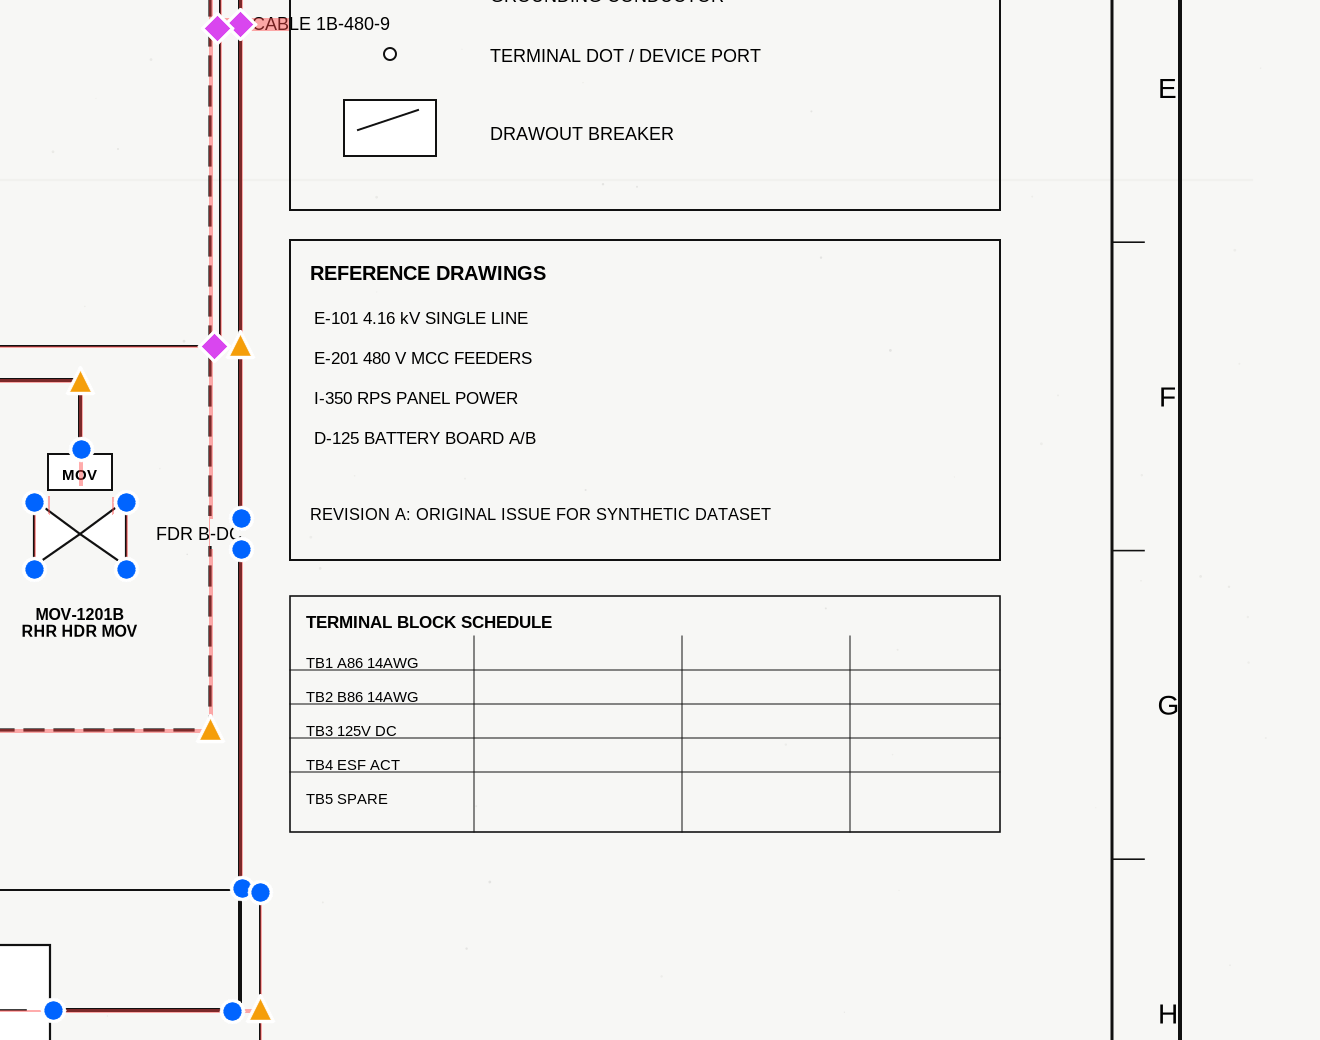 CABLE 1B-480-9
TERMINAL DOT / DEVICE PORT
DRAWOUT BREAKER
E
REFERENCE DRAWINGS
E-101 4.16 kV SINGLE LINE
E-201 480 V MCC FEEDERS
I-350 RPS PANEL POWER
D-125 BATTERY BOARD A/B
REVISION A: ORIGINAL ISSUE FOR SYNTHETIC DATASET
F
MOV
FDR B-DC
MOV-1201B
RHR HDR MOV
TERMINAL BLOCK SCHEDULE
TB1 A86 14AWG
TB2 B86 14AWG
TB3 125V DC
TB4 ESF ACT
TB5 SPARE
G
H